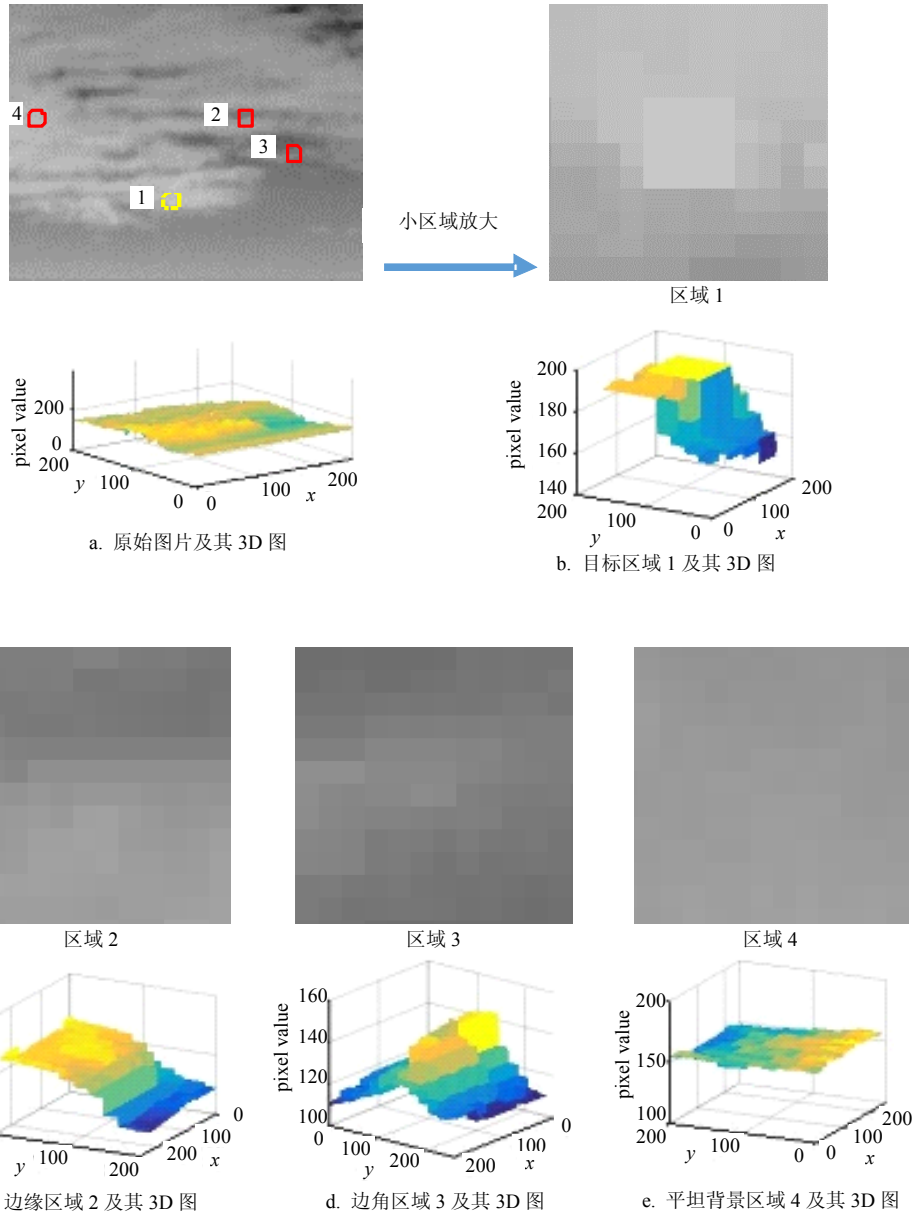 4
2
3
1
小区域放大
区域 1
pixel value
200
0
200
100
0
y
0
100
200
x
a. 原始图片及其 3D 图
pixel value
200
180
160
140
200
100
0
y
0
100
200
x
b. 目标区域 1 及其 3D 图
区域 2
区域 3
区域 4
y
100
200
200
100
0
x
边缘区域 2 及其 3D 图
pixel value
160
140
120
100
0
100
200
y
200
100
0
x
d. 边角区域 3 及其 3D 图
pixel value
200
150
100
200
100
0
y
0
100
200
x
e. 平坦背景区域 4 及其 3D 图